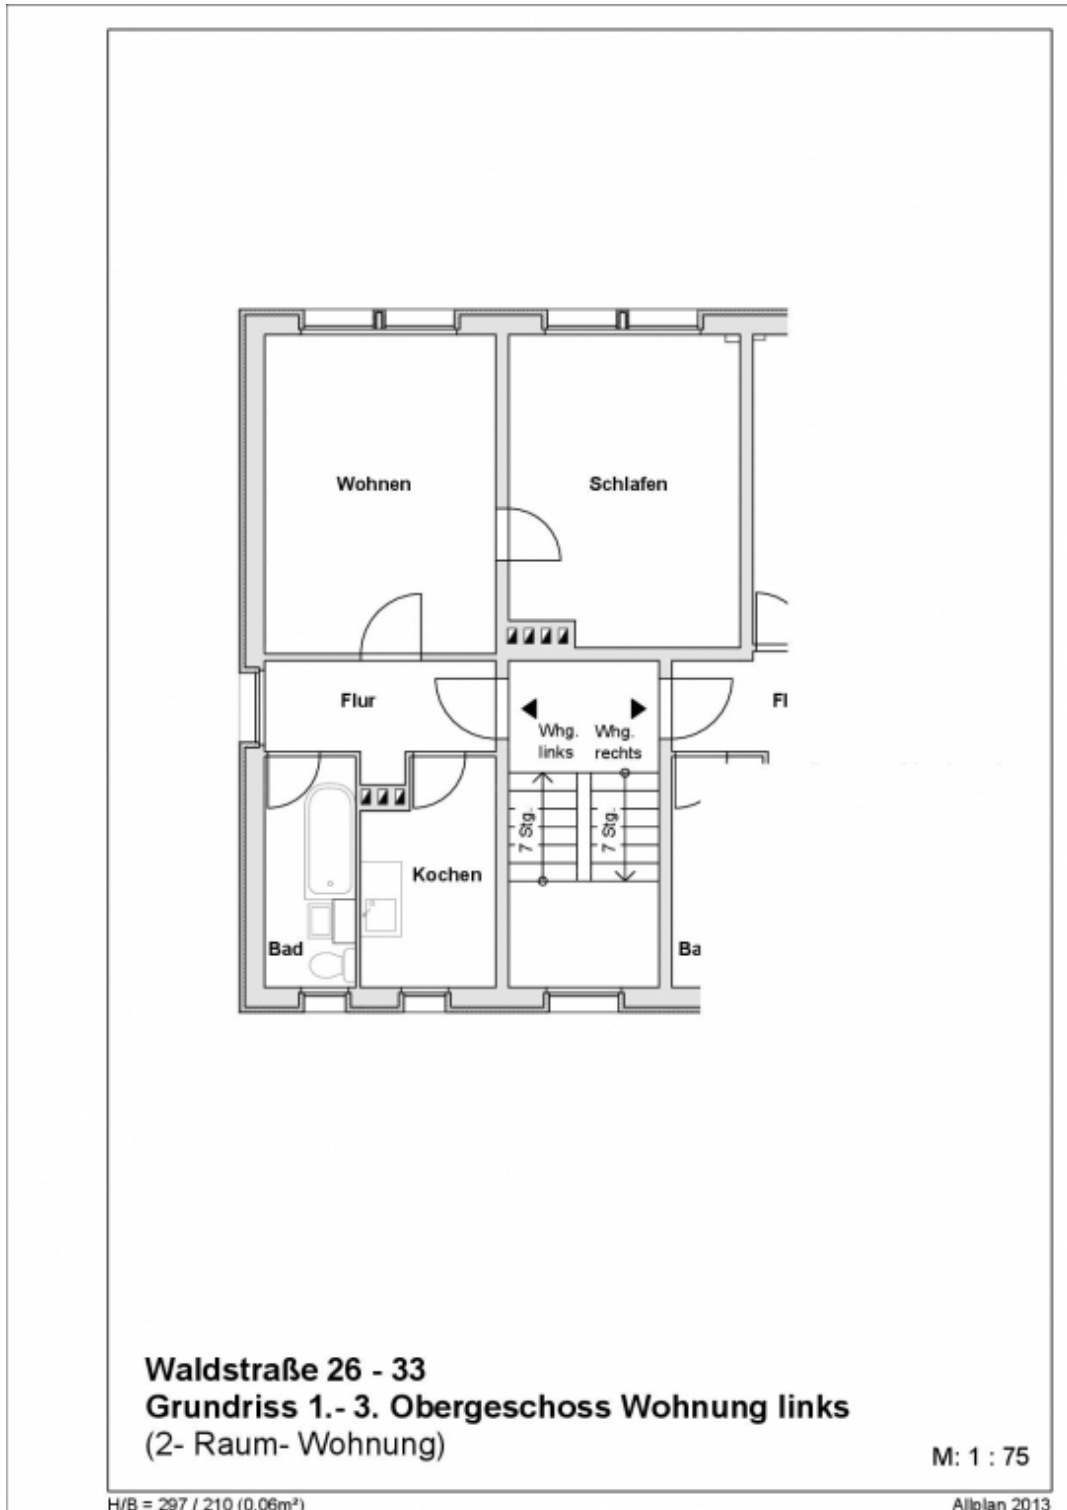 Wohnen
Schlafen
Flur
Whg.
links
Whg.
rechts
Fl
7 Stg.
7 Stg.
Kochen
Bad
Ba
Waldstraße 26 - 33
Grundriss 1.- 3. Obergeschoss Wohnung links
(2- Raum- Wohnung)
M: 1 : 75
H/B = 297 / 210 (0.06m²)
Allplan 2013